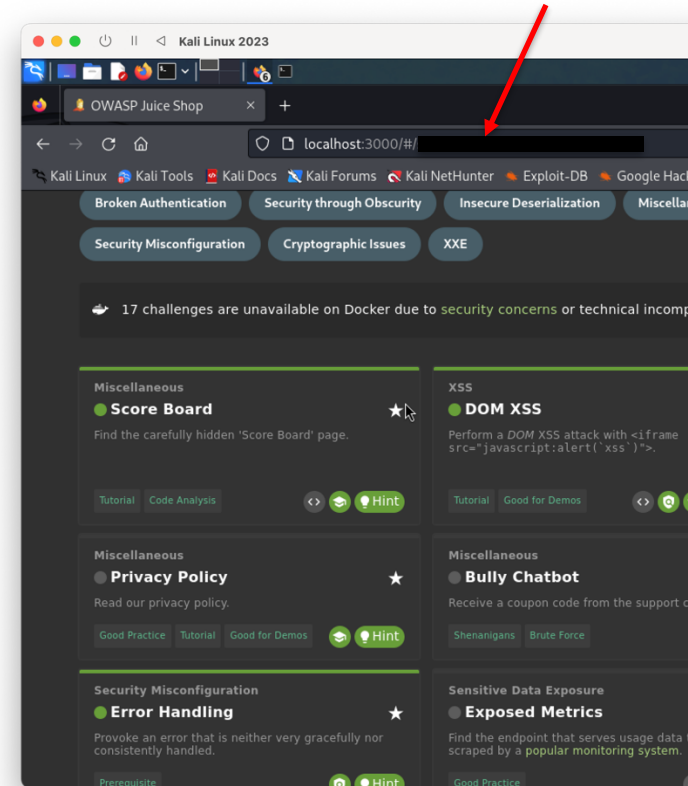 Kali Linux 2023
6
OWASP Juice Shop
localhost:3000/#/
Kali Linux Kali Tools Kali Docs Kali Forums Kali NetHunter Exploit-DB Google Hack
Broken Authentication Security through Obscurity Insecure Deserialization Miscella
Security Misconfiguration Cryptographic Issues XXE
17 challenges are unavailable on Docker due to security concerns or technical incomp
Miscellaneous
Score Board
Find the carefully hidden 'Score Board' page.
Tutorial Code Analysis <> Hint
XSS
DOM XSS
Perform a DOM XSS attack with <iframe
src="javascript:alert(`xss`)">.
Tutorial Good for Demos <>
Miscellaneous
Privacy Policy
Read our privacy policy.
Good Practice Tutorial Good for Demos Hint
Miscellaneous
Bully Chatbot
Receive a coupon code from the support c
Shenanigans Brute Force
Security Misconfiguration
Error Handling
Provoke an error that is neither very gracefully nor
consistently handled.
Prerequisite Hint
Sensitive Data Exposure
Exposed Metrics
Find the endpoint that serves usage data
scraped by a popular monitoring system.
Good Practice